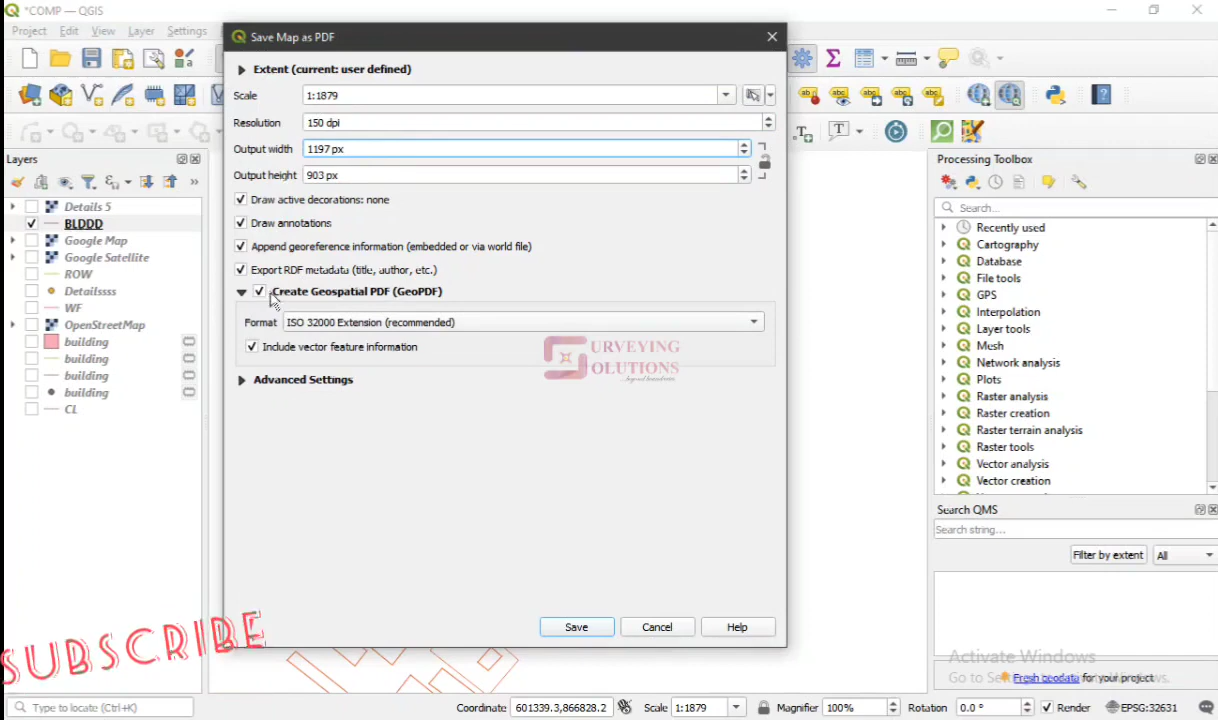 *COMP — QGIS
Project Edit View Layer Settings
Save Map as PDF
Extent (current: user defined)
Scale 1:1879
Resolution 150 dpi
Output width 1197 px
Output height 903 px
Draw active decorations: none
Draw annotations
Append georeference information (embedded or via world file)
Export RDF metadata (title, author, etc.)
Create Geospatial PDF (GeoPDF)
Format ISO 32000 Extension (recommended)
Include vector feature information
Advanced Settings
Save Cancel Help
Layers
Details 5
BLDDD
Google Map
Google Satellite
ROW
Detailssss
WF
OpenStreetMap
building
building
building
building
CL
URVEYING
OLUTIONS
Processing Toolbox
Search...
Recently used
Cartography
Database
File tools
GPS
Interpolation
Layer tools
Mesh
Network analysis
Plots
Raster analysis
Raster creation
Raster terrain analysis
Raster tools
Vector analysis
Vector creation
Search QMS
Search string...
Filter by extent All
Activate Windows
Fresh geodata for your project
SUBSCRIBE
Type to locate (Ctrl+K)
Coordinate 601339.3,866828.2 Scale 1:1879 Magnifier 100% Rotation 0.0 ° Render EPSG:32631